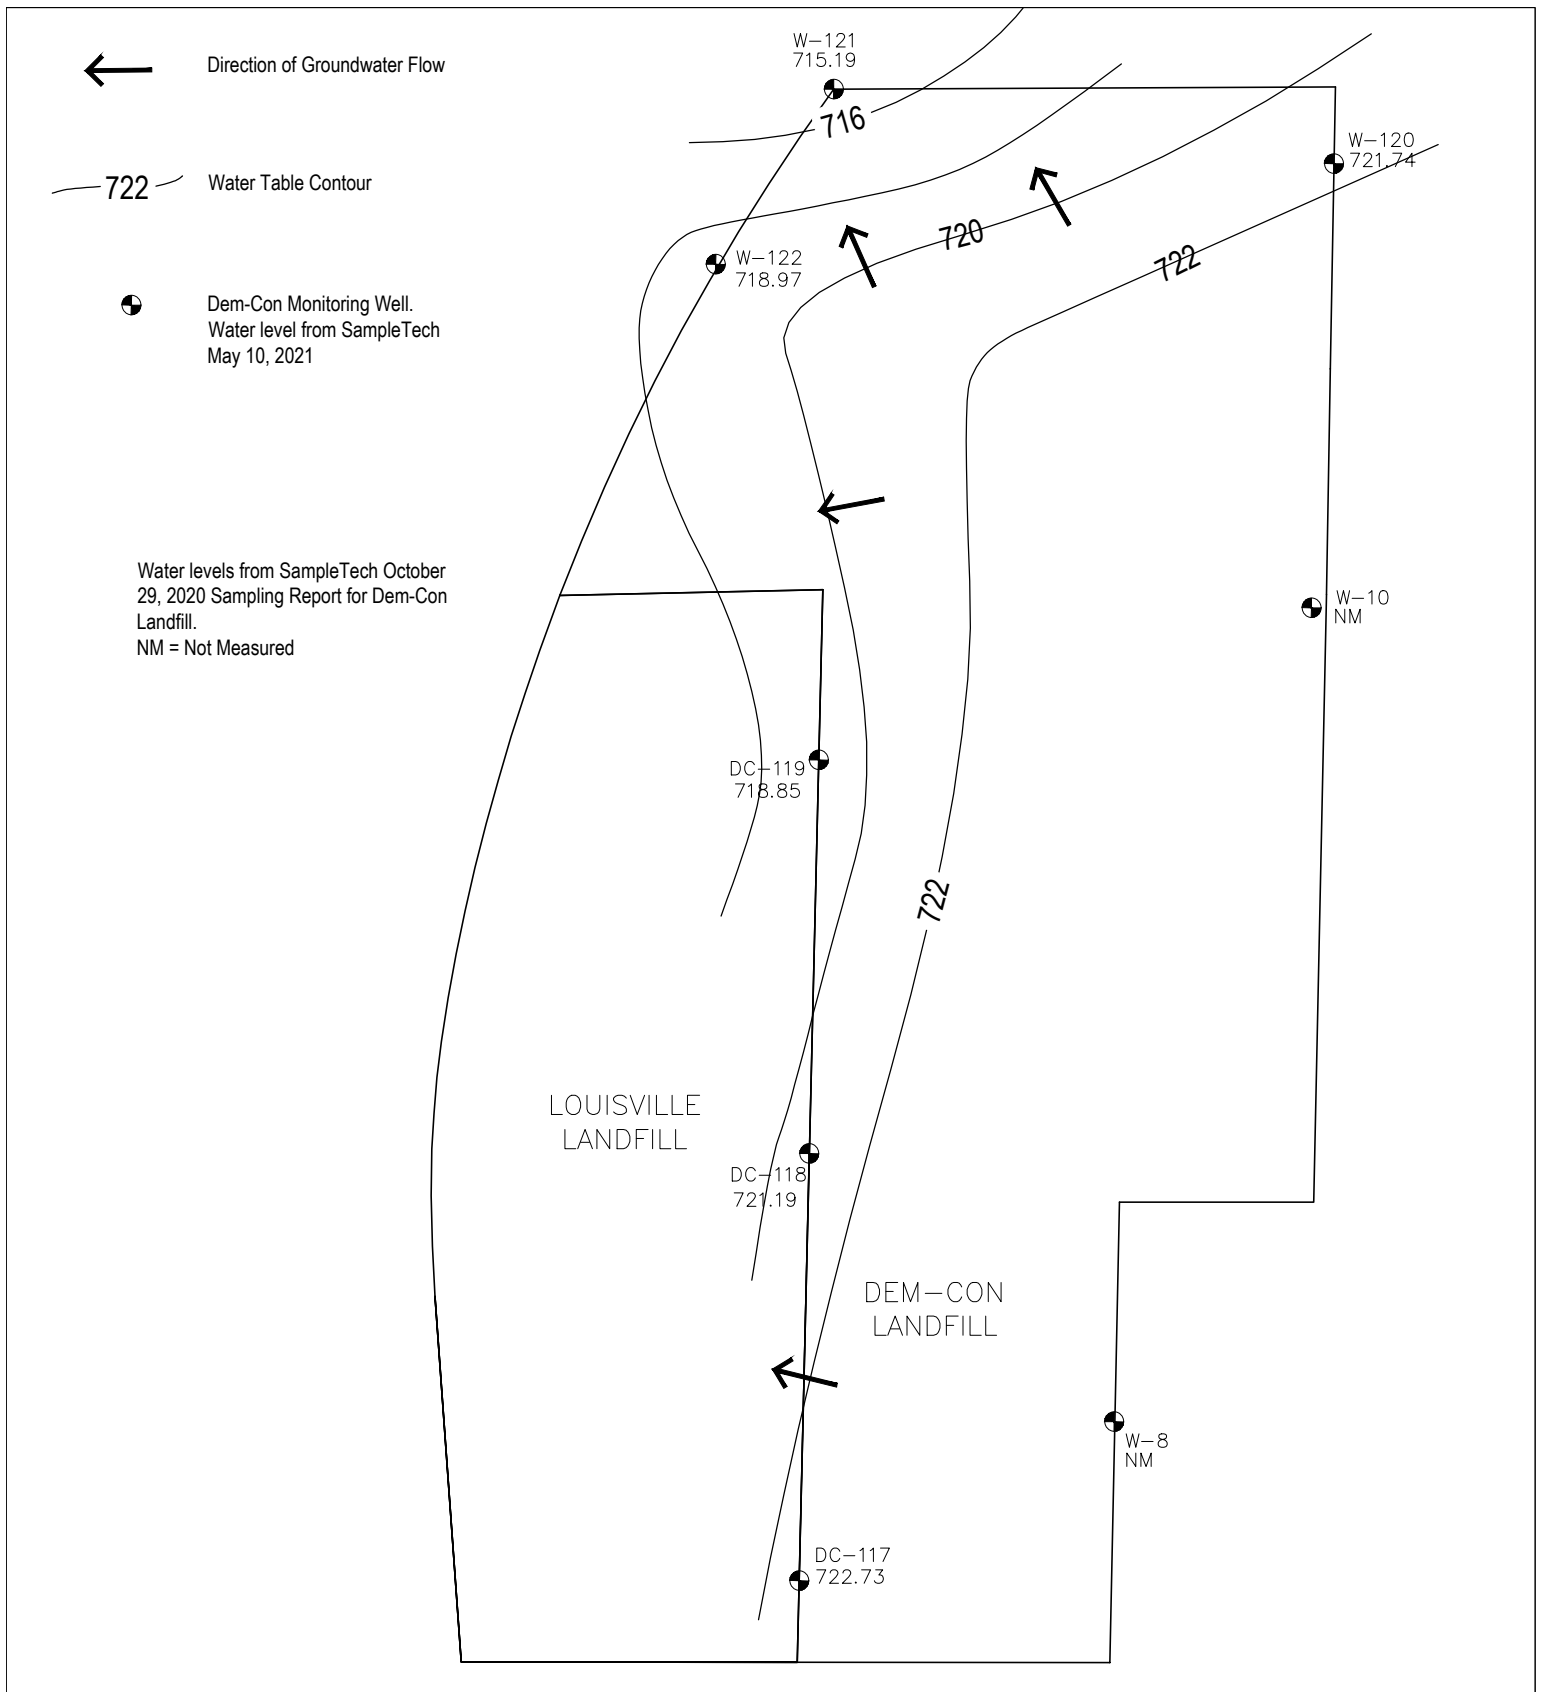 W-121
715.19
Direction of Groundwater Flow
716
W-120
721.74
722
Water Table Contour
720
722
W-122
718.97
Dem-Con Monitoring Well.
Water level from SampleTech
May 10, 2021
Water levels from SampleTech October
29, 2020 Sampling Report for Dem-Con
Landfill.
NM = Not Measured
W-10
NM
DC-119
718.85
722
LOUISVILLE
LANDFILL
DC-118
721.19
DEM-CON
LANDFILL
W-8
NM
DC-117
722.73